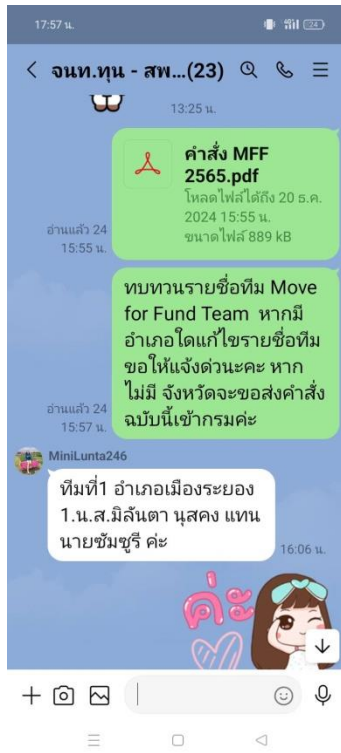 17:57 น.
24
จนท.ทุน - สพ...(23)
13:25 น.
คำสั่ง MFF
2565.pdf
โหลดไฟล์ได้ถึง 20 ธ.ค.
2024 15:55 น.
ขนาดไฟล์ 889 kB
อ่านแล้ว 24
15:55 น.
ทบทวนรายชื่อทีม Move
for Fund Team หากมี
อำเภอใดแก้ไขรายชื่อทีม
ขอให้แจ้งด่วนะคะ หาก
ไม่มี จังหวัดจะขอส่งคำสั่ง
ฉบับนี้เข้ากรมค่ะ
อ่านแล้ว 24
15:57 น.
MiniLunta246
ทีมที่1 อำเภอเมืองระยอง
1.น.ส.มิลันตา นุสคง แทน
นายซัมซูรี ค่ะ
16:06 น.
ค่ะ